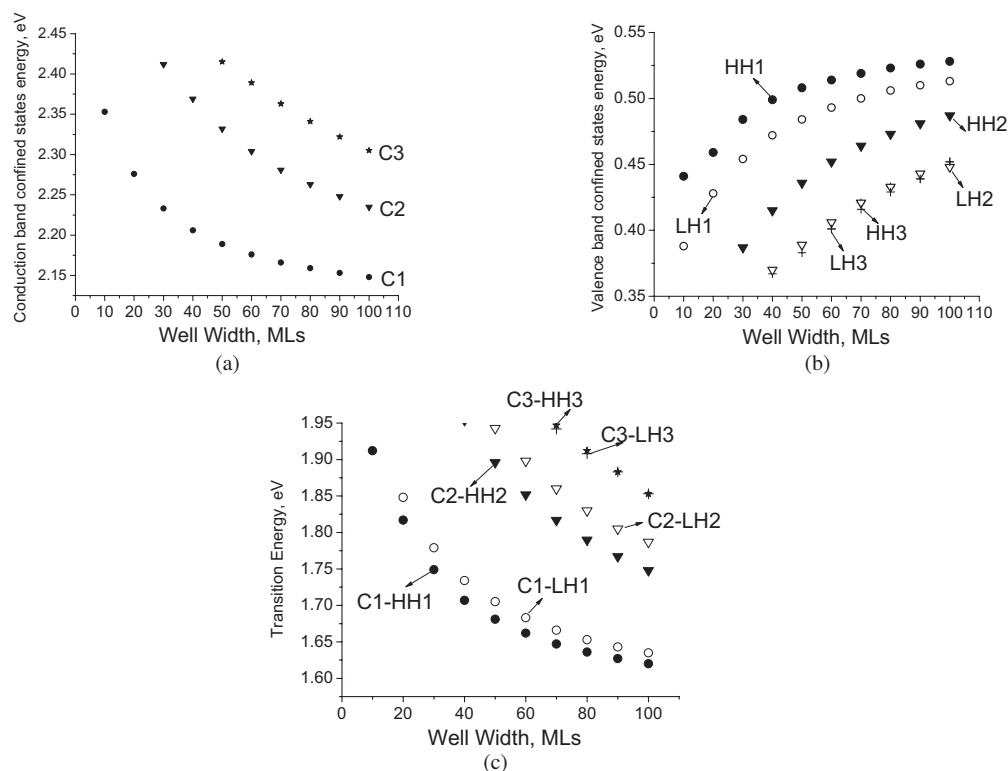 Conduction band confined states energy, eV
2.40
2.35
2.30
2.25
2.20
2.15
C3
C2
C1
0 10 20 30 40 50 60 70 80 90 100 110
Well Width, MLs
(a)
Valence band confined states energy, eV
0.55
0.50
0.45
0.40
0.35
HH1
HH2
LH1
LH2
HH3
LH3
0 10 20 30 40 50 60 70 80 90 100 110
Well Width, MLs
(b)
Transition Energy, eV
1.95
1.90
1.85
1.80
1.75
1.70
1.65
1.60
C3-HH3
C3-LH3
C2-HH2
C2-LH2
C1-HH1
C1-LH1
0 20 40 60 80 100
Well Width, MLs
(c)